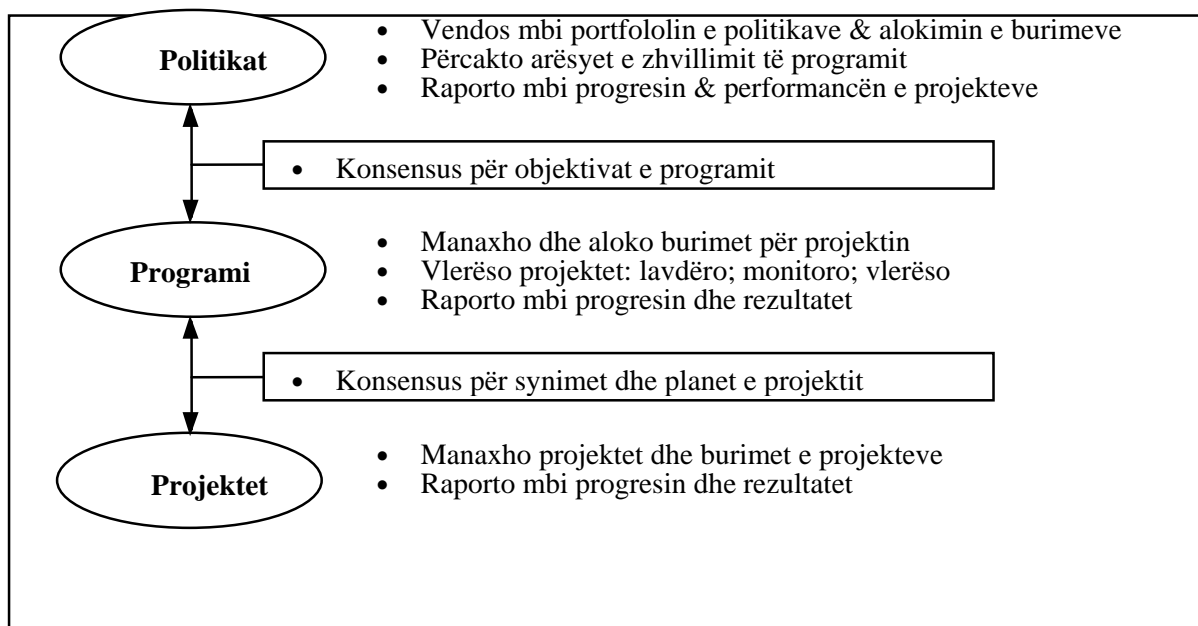 Politikat
• Vendos mbi portfololin e politikave & alokimin e burimeve
• Përcakto arësyet e zhvillimit të programit
• Raporto mbi progresin & performancën e projekteve
• Konsensus për objektivat e programit
Programi
• Manaxho dhe aloko burimet për projektin
• Vlerëso projektet: lavdëro; monitoro; vlerëso
• Raporto mbi progresin dhe rezultatet
• Konsensus për synimet dhe planet e projektit
Projektet
• Manaxho projektet dhe burimet e projekteve
• Raporto mbi progresin dhe rezultatet